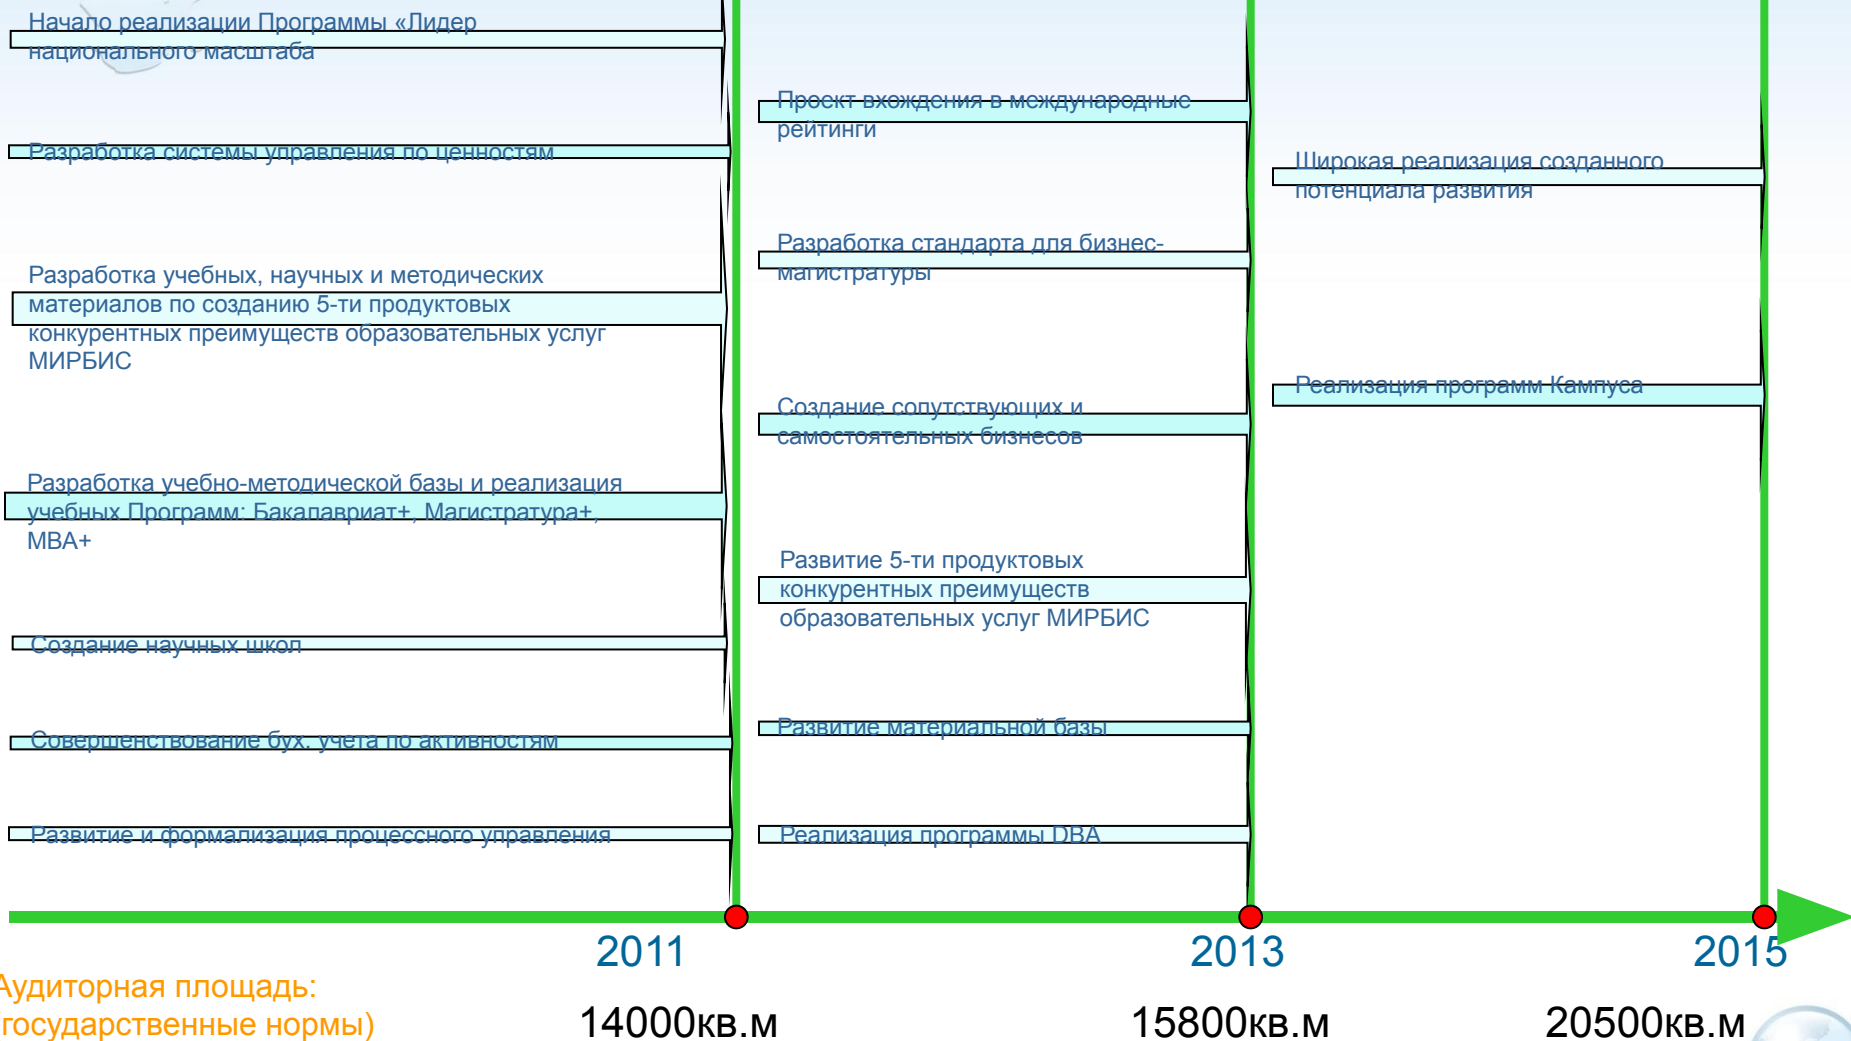 Начало реализации Программы «Лидер
национального масштаба
Разработка системы управления по ценностям
Разработка учебных, научных и методических
материалов по созданию 5-ти продуктовых
конкурентных преимуществ образовательных услуг
МИРБИС
Разработка учебно-методической базы и реализация
учебных Программ: Бакалавриат+, Магистратура+,
МВА+
Создание научных школ
Совершенствование бух. учета по активностям
Развитие и формализация процессного управления
Проект вхождения в международные
рейтинги
Разработка стандарта для бизнес-
магистратуры
Создание сопутствующих и
самостоятельных бизнесов
Развитие 5-ти продуктовых
конкурентных преимуществ
образовательных услуг МИРБИС
Развитие материальной базы
Реализация программы DBA
Широкая реализация созданного
потенциала развития
Реализация программ Кампуса
2011
2013
2015
Аудиторная площадь:
государственные нормы)
14000кв.м
15800кв.м
20500кв.м